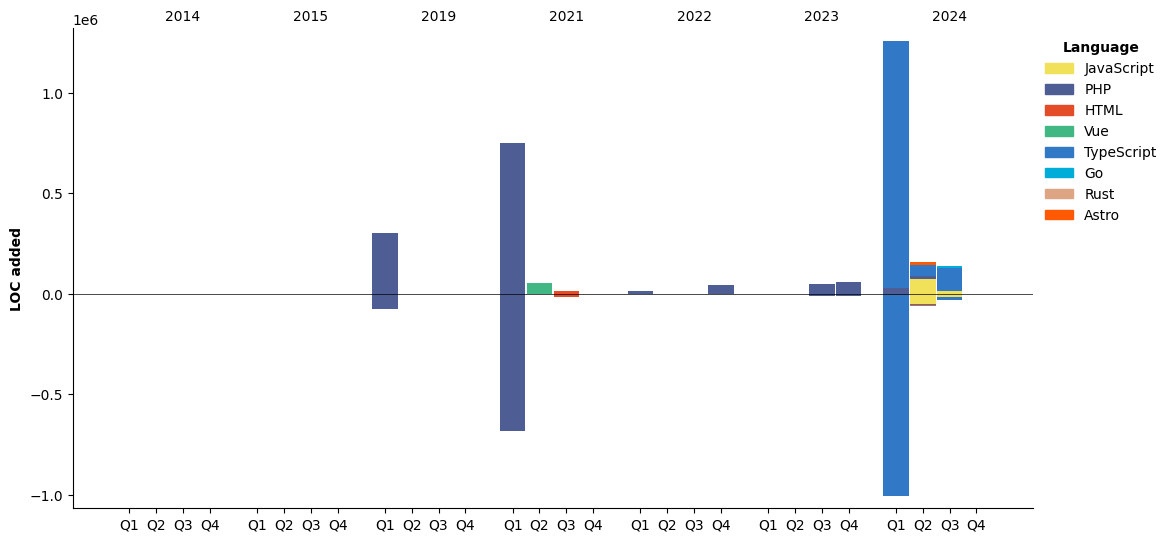 1e6
2014 2015 2019 2021 2022 2023 2024
Language
JavaScript
PHP
HTML
Vue
TypeScript
Go
Rust
Astro
LOC added
1.0
0.5
0.0
−0.5
−1.0
Q1 Q2 Q3 Q4 Q1 Q2 Q3 Q4 Q1 Q2 Q3 Q4 Q1 Q2 Q3 Q4 Q1 Q2 Q3 Q4 Q1 Q2 Q3 Q4 Q1 Q2 Q3 Q4